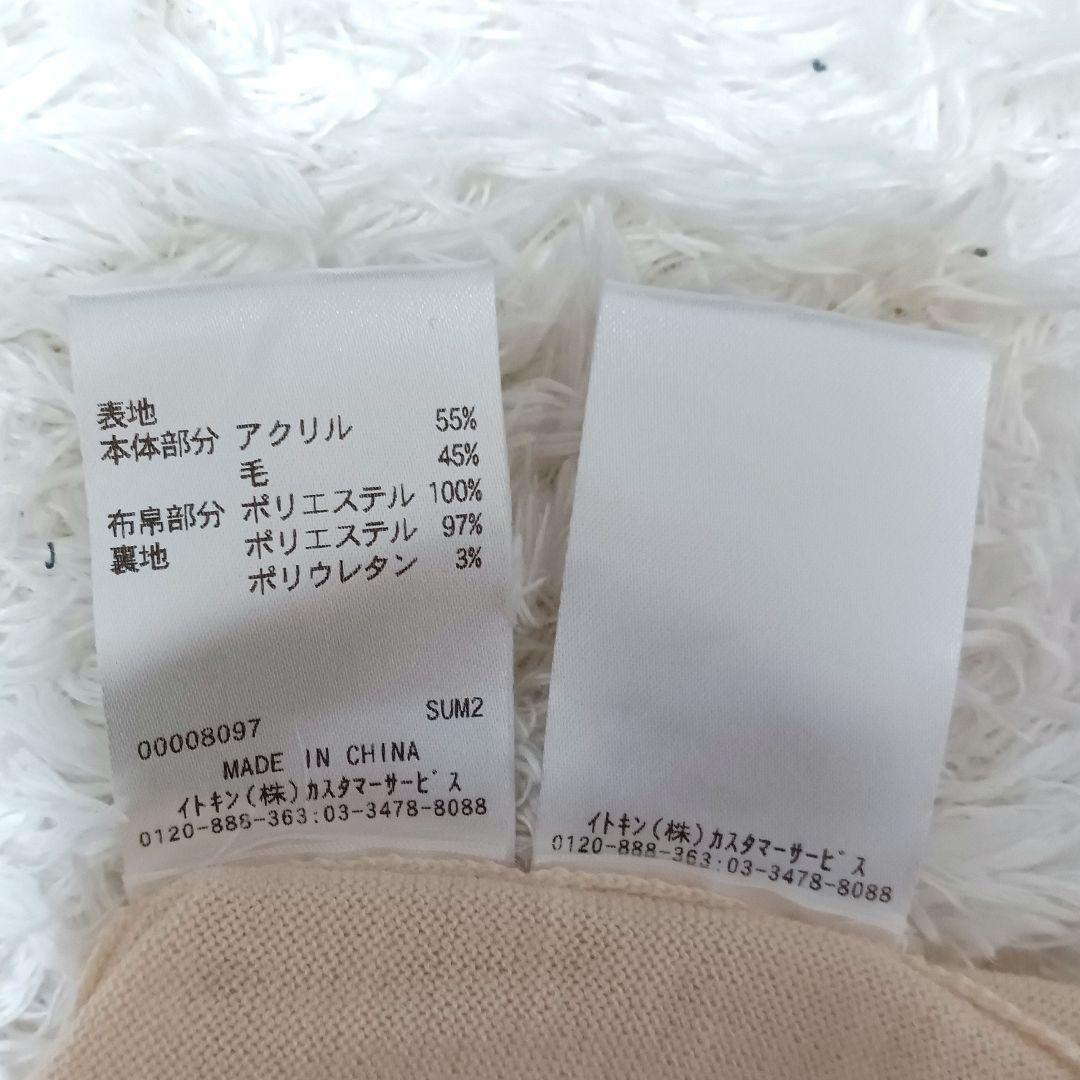 表地
本体部分 アクリル 55%
毛 45%
布帛部分 ポリエステル 100%
裏地 ポリエステル 97%
ポリウレタン 3%
00008097 SUM2
MADE IN CHINA
イトキン(株)カスタマーサービス
0120-888-363:03-3478-8088
イトキン(株)カスタマーサービス
0120-888-363:03-3478-8088